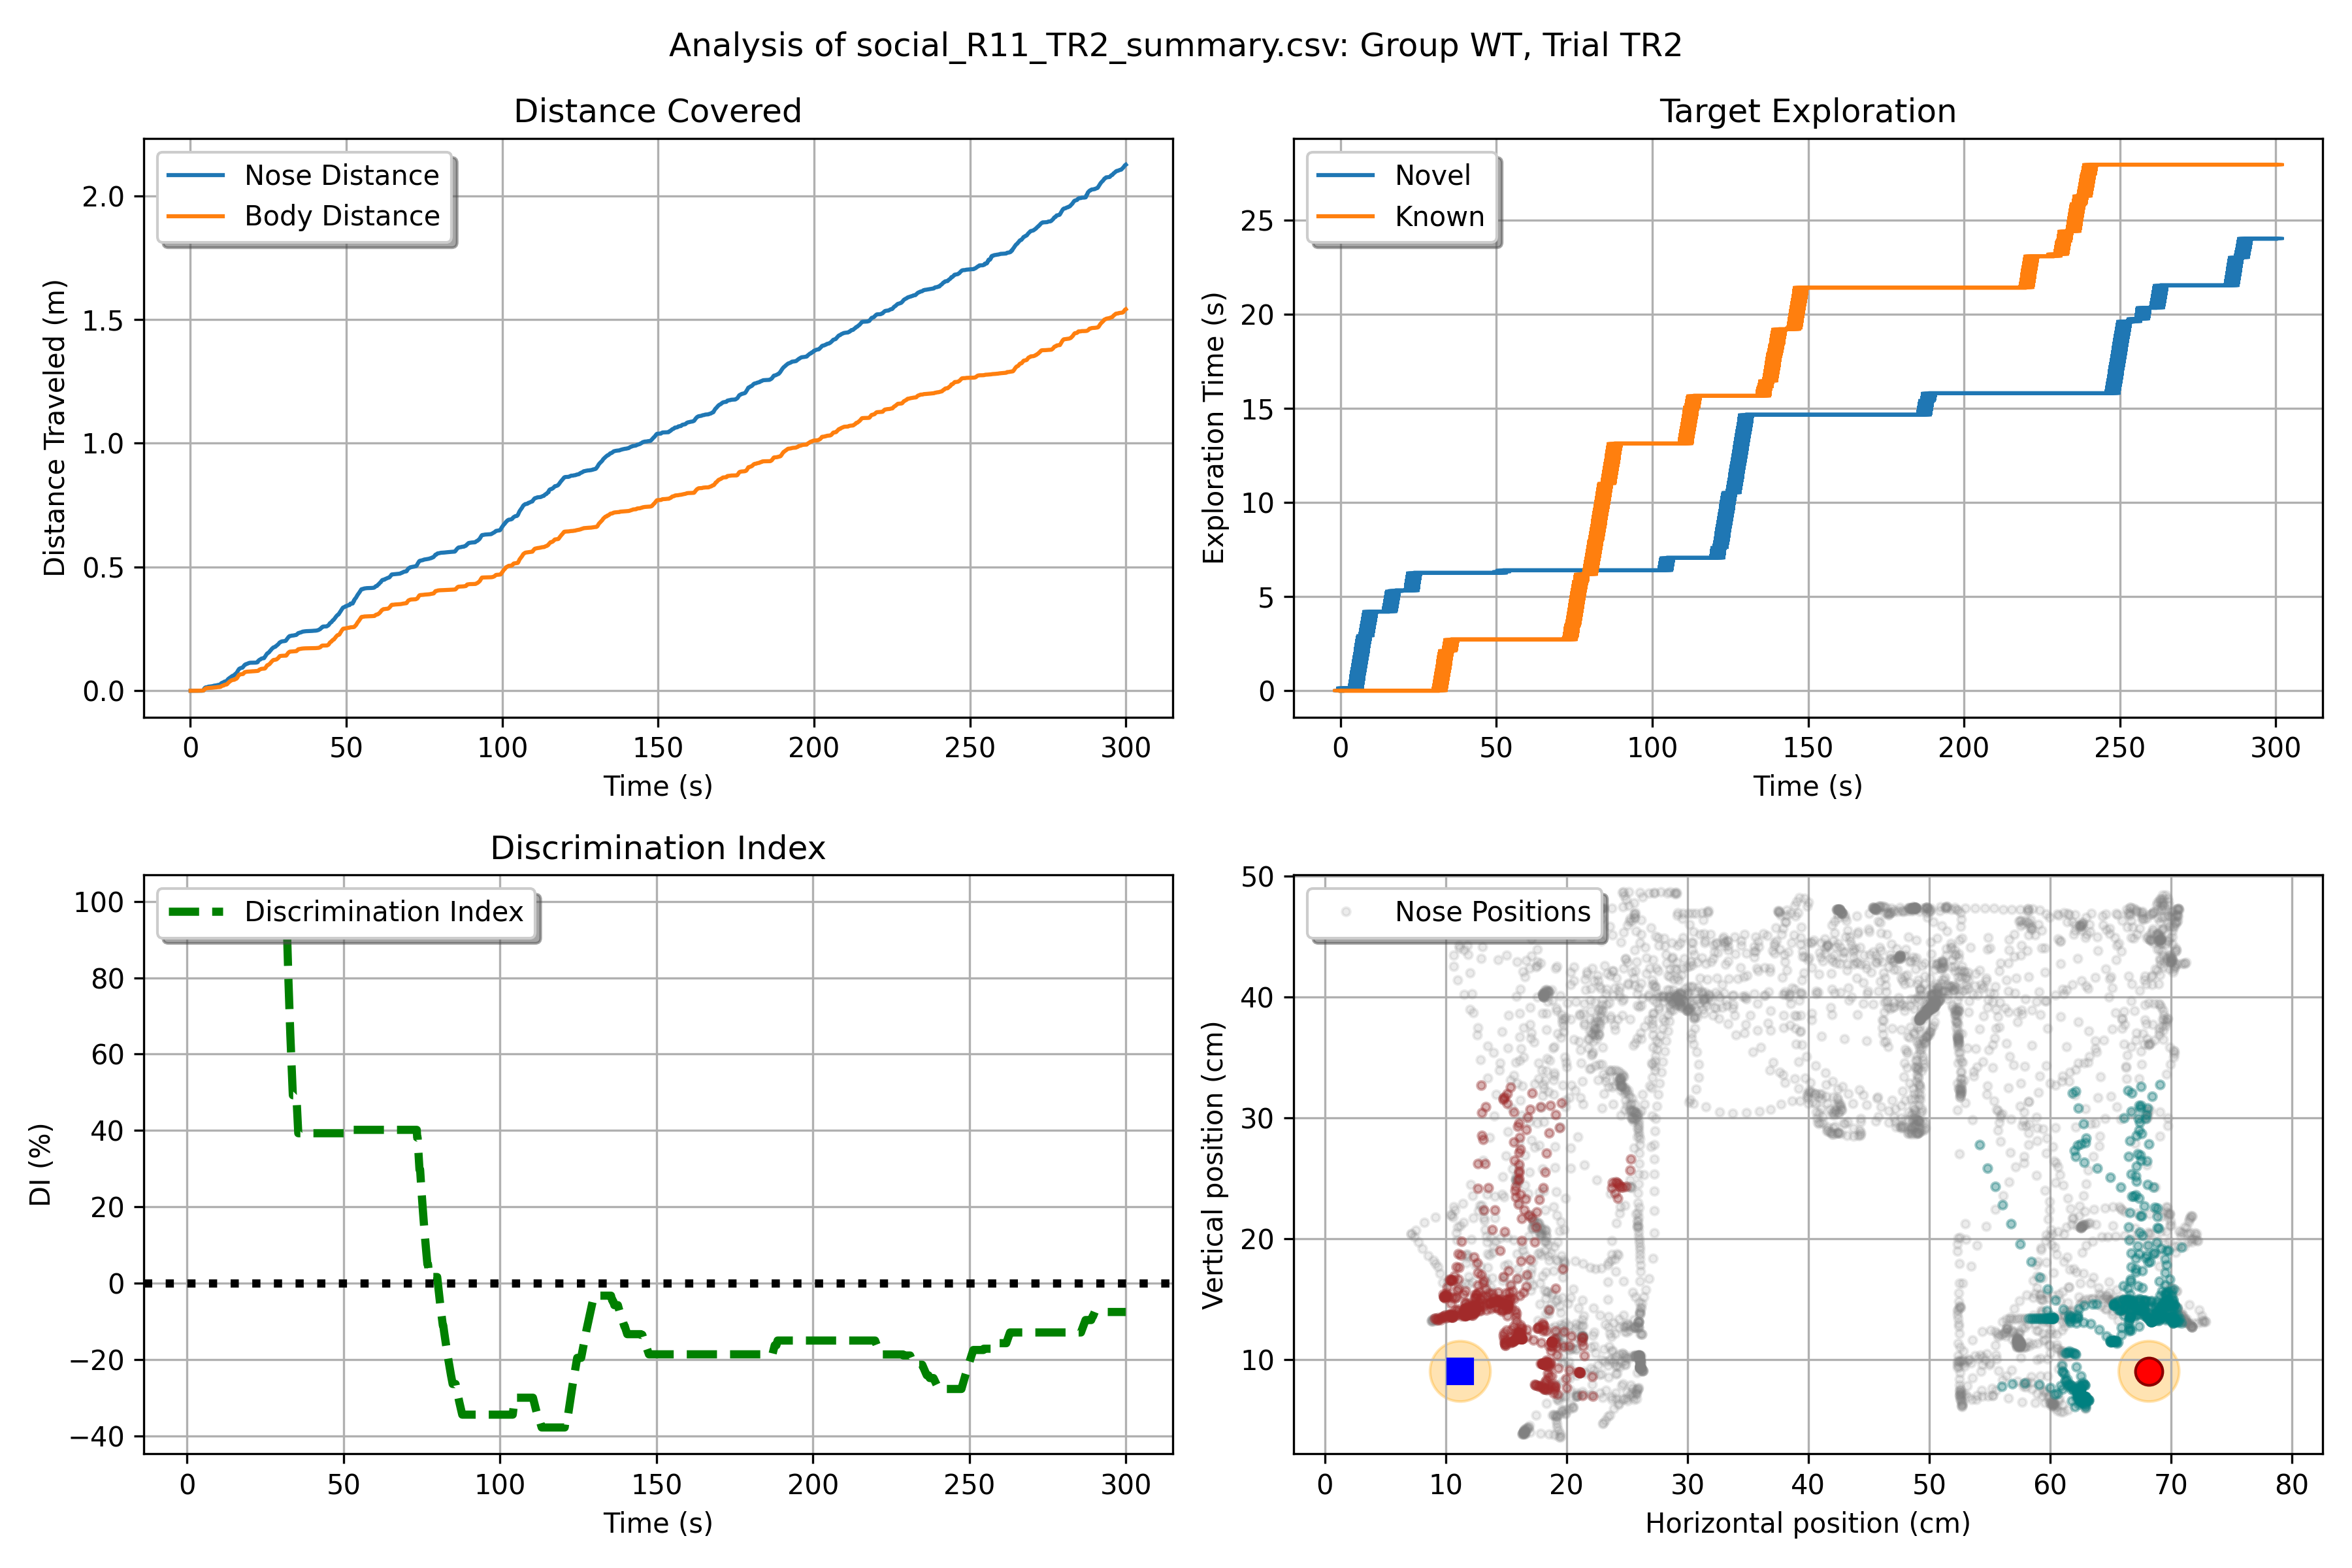 Analysis of social_R11_TR2_summary.csv: Group WT, Trial TR2
Distance Covered
Nose Distance
Body Distance
Distance Traveled (m)
2.0
1.5
1.0
0.5
0.0
0 50 100 150 200 250 300
Time (s)
Target Exploration
Novel
Known
Exploration Time (s)
25
20
15
10
5
0
0 50 100 150 200 250 300
Time (s)
Discrimination Index
Discrimination Index
DI (%)
100
80
60
40
20
0
−20
−40
0 50 100 150 200 250 300
Time (s)
Nose Positions
Vertical position (cm)
50
40
30
20
10
0 10 20 30 40 50 60 70 80
Horizontal position (cm)